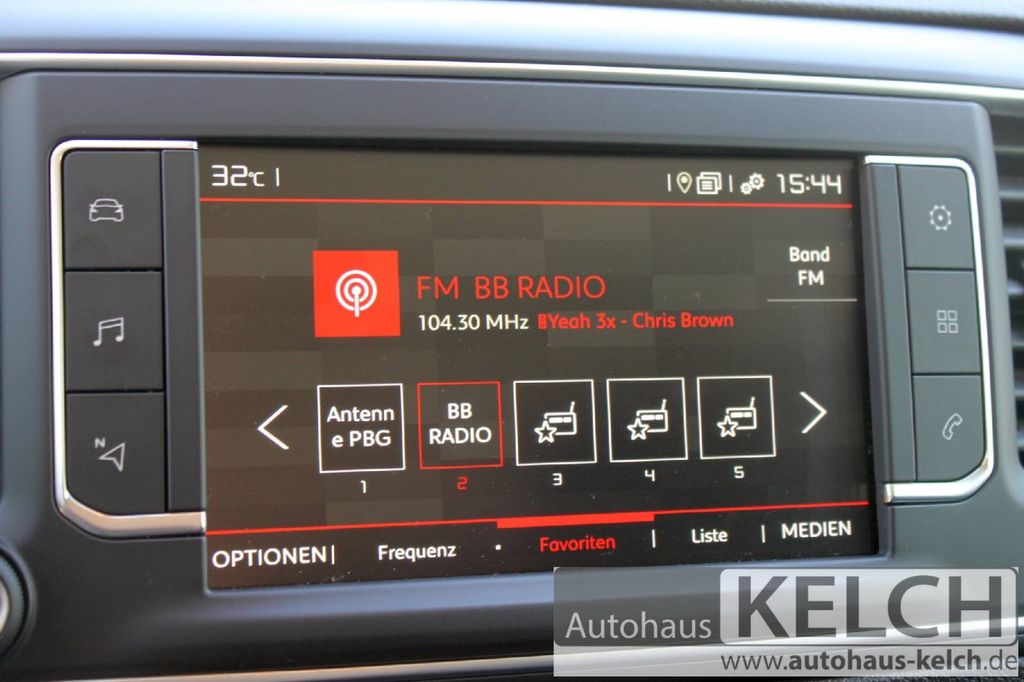 32°C | | | 15:44
FM BB RADIO
104.30 MHz Yeah 3x - Chris Brown
Band
FM
Antenn
e PBG
BB
RADIO
1 2 3 4 5
N
OPTIONEN | Frequenz • Favoriten | Liste | MEDIEN
Autohaus KELCH
www.autohaus-kelch.de